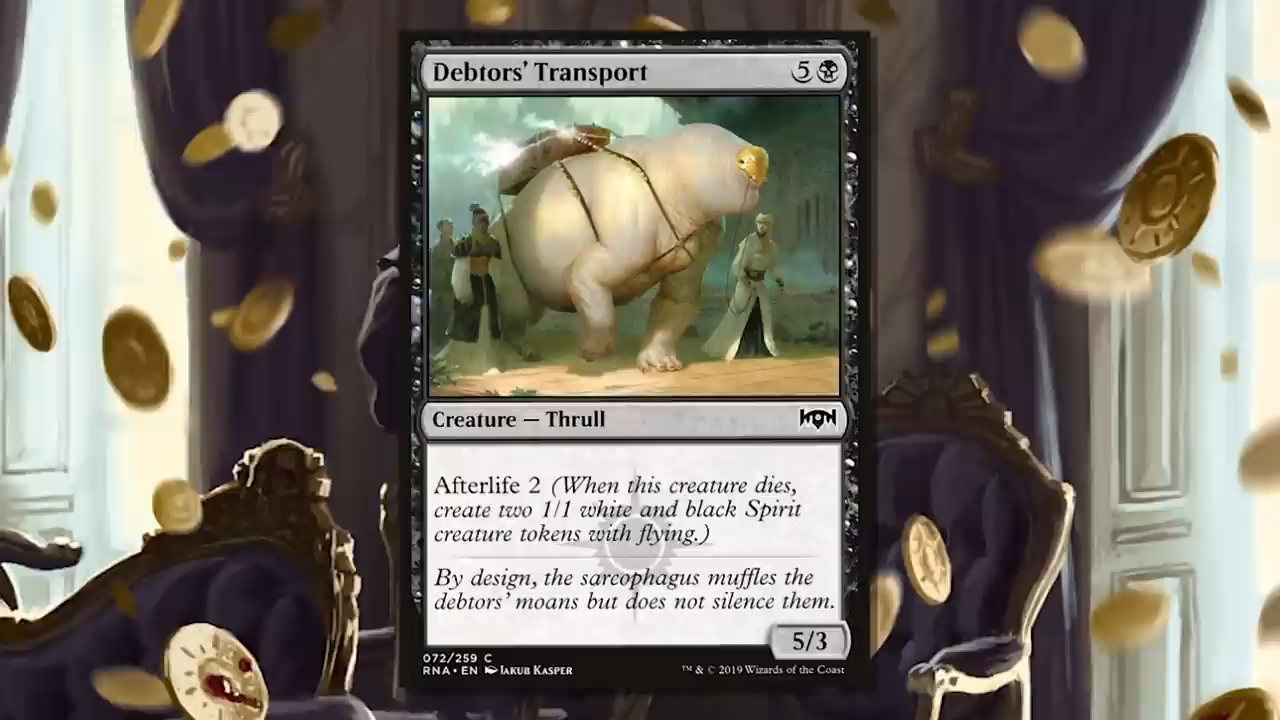 Debtors' Transport 5
Creature — Thrull
Afterlife 2 (When this creature dies,
create two 1/1 white and black Spirit
creature tokens with flying.)
By design, the sarcophagus muffles the
debtors' moans but does not silence them.
5/3
072/259 C
RNA • EN Iakub Kasper
™ & © 2019 Wizards of the Coast